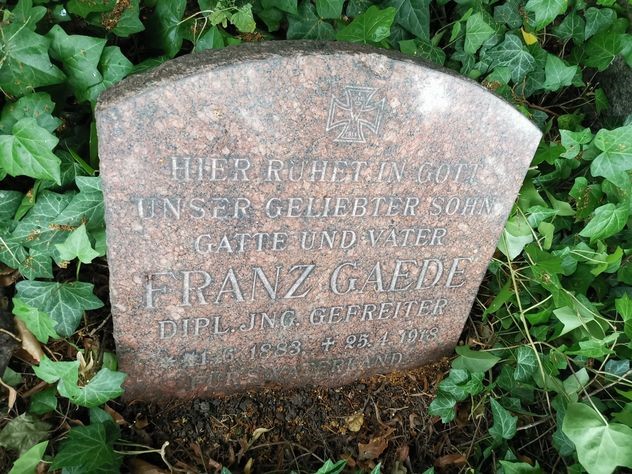 HIER RUHET IN GOTT
UNSER GELIEBTER SOHN
GATTE UND VATER
FRANZ GAEDE
DIPL. JNG. GEFREITER
1.6.1883 + 25.4.1918
FÜRS VATERLAND